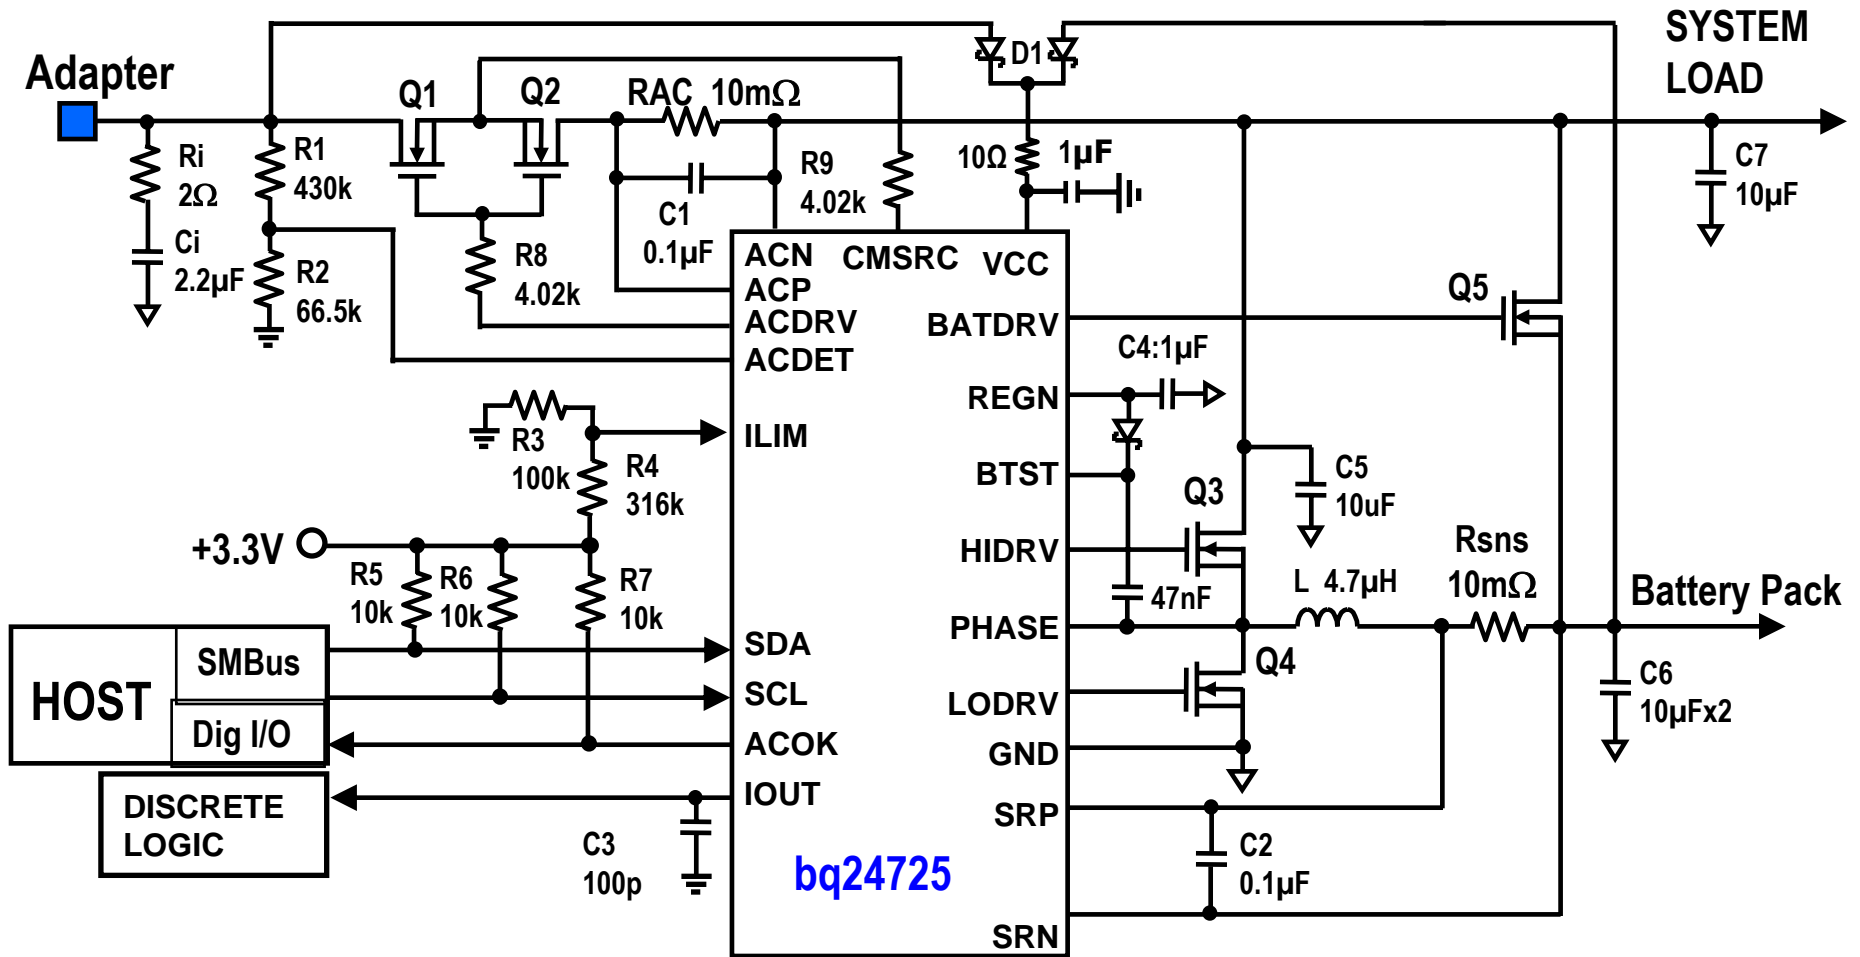 SYSTEM
LOAD
Adapter
D1
Q1
Q2
RAC 10mΩ
Ri
2Ω
R1
430k
10Ω
1µF
C7
10µF
R9
4.02k
C1
0.1µF
Ci
2.2µF
R2
66.5k
R8
4.02k
ACN
CMSRC
VCC
ACP
ACDRV
BATDRV
ACDET
Q5
C4:1µF
REGN
ILIM
R3
100k
R4
316k
BTST
Q3
C5
10uF
+3.3V
HIDRV
Rsns
10mΩ
R5
10k
R6
10k
R7
10k
47nF
L 4.7µH
Battery Pack
PHASE
HOST
SMBus
SDA
Q4
C6
10µFx2
SCL
LODRV
Dig I/O
ACOK
GND
IOUT
DISCRETE
LOGIC
SRP
C3
100p
bq24725
C2
0.1µF
SRN